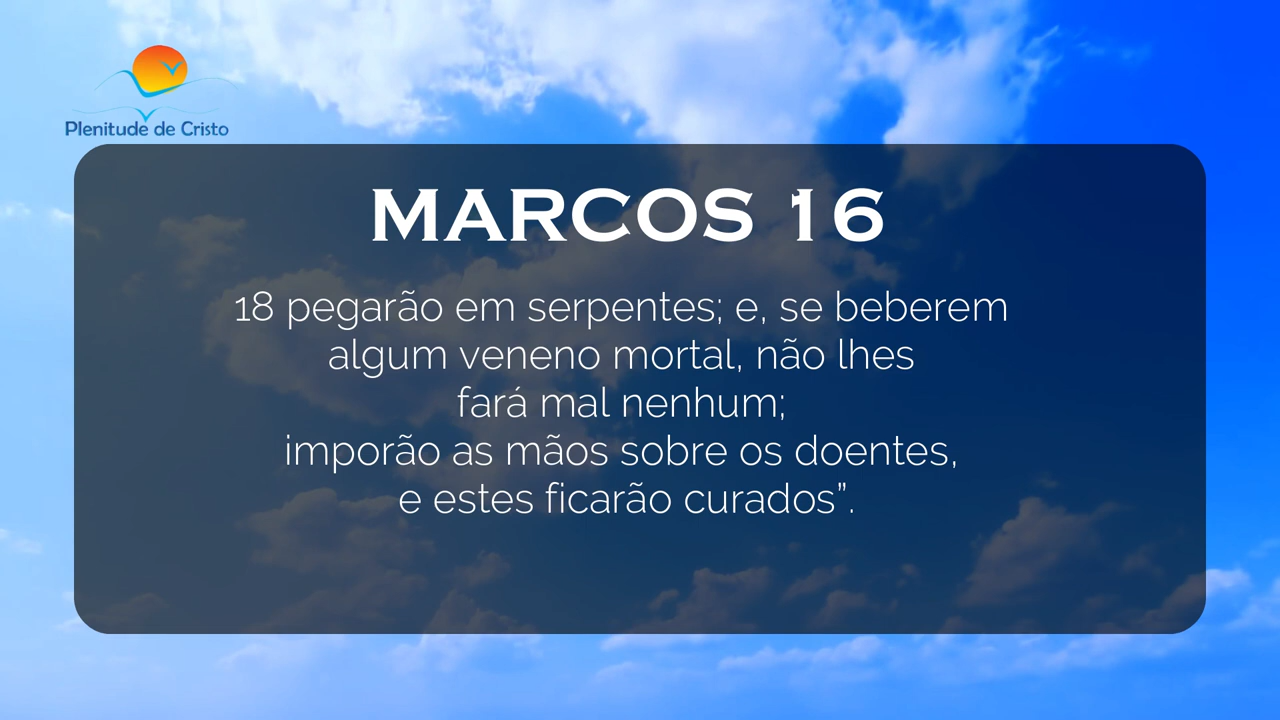 Plenitude de Cristo
MARCOS 16
18 pegarão em serpentes; e, se beberem
algum veneno mortal, não lhes
fará mal nenhum;
imporão as mãos sobre os doentes,
e estes ficarão curados”.